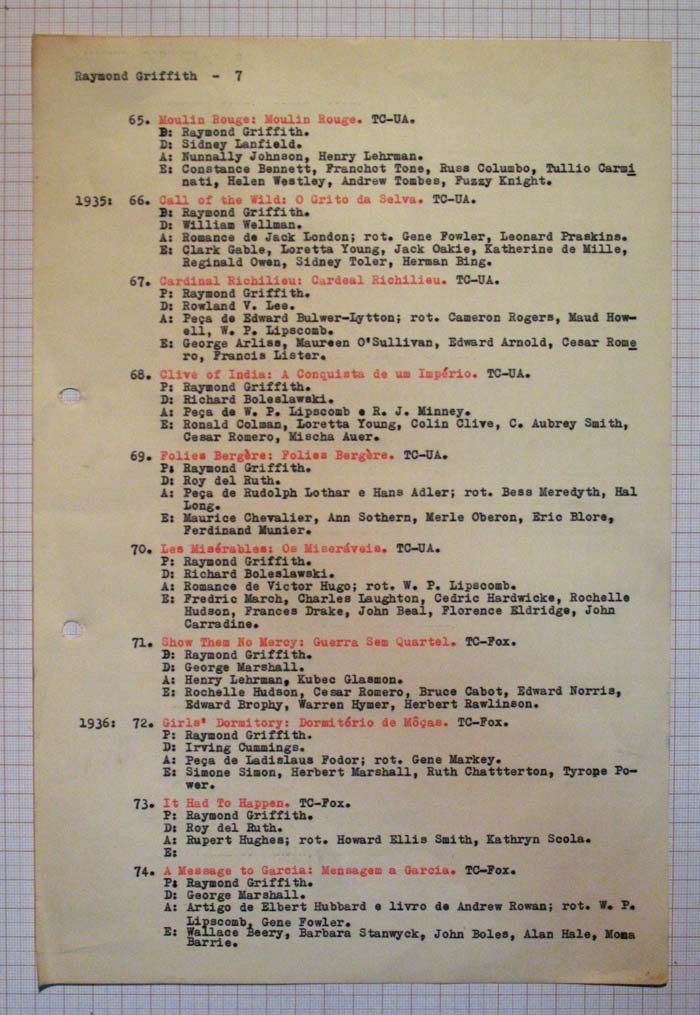 Raymond Griffith - 7
65. Moulin Rouge: Moulin Rouge. TC-UA.
B: Raymond Griffith.
D: Sidney Lanfield.
A: Nunnally Johnson, Henry Lehrman.
E: Constance Bennett, Franchot Tone, Russ Columbo, Tullio Carmi
nati, Helen Westley, Andrew Tombes, Fuzzy Knight.
1935: 66. Call of the Wild: O Grito da Selva. TC-UA.
B: Raymond Griffith.
D: William Wellman.
A: Romance de Jack London; rot. Gene Fowler, Leonard Praskins.
E: Clark Gable, Loretta Young, Jack Oakie, Katherine de Mille,
Reginald Owen, Sidney Toler, Herman Bing.
67. Cardinal Richilieu: Cardeal Richilieu. TC-UA.
P: Raymond Griffith.
D: Rowland V. Lee.
A: Peça de Edward Bulwer-Lytton; rot. Cameron Rogers, Maud How-
ell, W. P. Lipscomb.
E: George Arliss, Maureen O'Sullivan, Edward Arnold, Cesar Rome
ro, Francis Lister.
68. Clive of India: A Conquista de um Império. TC-UA.
P: Raymond Griffith.
D: Richard Boleslawski.
A: Peça de W. P. Lipscomb e R. J. Minney.
E: Ronald Colman, Loretta Young, Colin Clive, C. Aubrey Smith,
Cesar Romero, Mischa Auer.
69. Folies Bergère: Folies Bergère. TC-UA.
P: Raymond Griffith.
D: Roy del Ruth.
A: Peça de Rudolph Lothar e Hans Adler; rot. Bess Meredyth, Hal
Long.
E: Maurice Chevalier, Ann Sothern, Merle Oberon, Eric Blore,
Ferdinand Munier.
70. Les Misérables: Os Miseráveis. TC-UA.
P: Raymond Griffith.
D: Richard Boleslawski.
A: Romance de Victor Hugo; rot. W. P. Lipscomb.
E: Fredric March, Charles Laughton, Cedric Hardwicke, Rochelle
Hudson, Frances Drake, John Beal, Florence Eldridge, John
Carradine.
71. Show Them No Mercy: Guerra Sem Quartel. TC-Fox.
B: Raymond Griffith.
D: George Marshall.
A: Henry Lehrman, Kubec Glasmon.
E: Rochelle Hudson, Cesar Romero, Bruce Cabot, Edward Norris,
Edward Brophy, Warren Hymer, Herbert Rawlinson.
1936: 72. Girls' Dormitory: Dormitório de Môças. TC-Fox.
P: Raymond Griffith.
D: Irving Cummings.
A: Peça de Ladislaus Fodor; rot. Gene Markey.
E: Simone Simon, Herbert Marshall, Ruth Chattterton, Tyrone Po-
wer.
73. It Had To Happen. TC-Fox.
P: Raymond Griffith.
D: Roy del Ruth.
A: Rupert Hughes; rot. Howard Ellis Smith, Kathryn Scola.
E:
74. A Message to Garcia: Mensagem a Garcia. TC-Fox.
P: Raymond Griffith.
D: George Marshall.
A: Artigo de Elbert Hubbard e livro de Andrew Rowan; rot. W. P.
Lipscomb, Gene Fowler.
E: Wallace Beery, Barbara Stanwyck, John Boles, Alan Hale, Mona
Barrie.